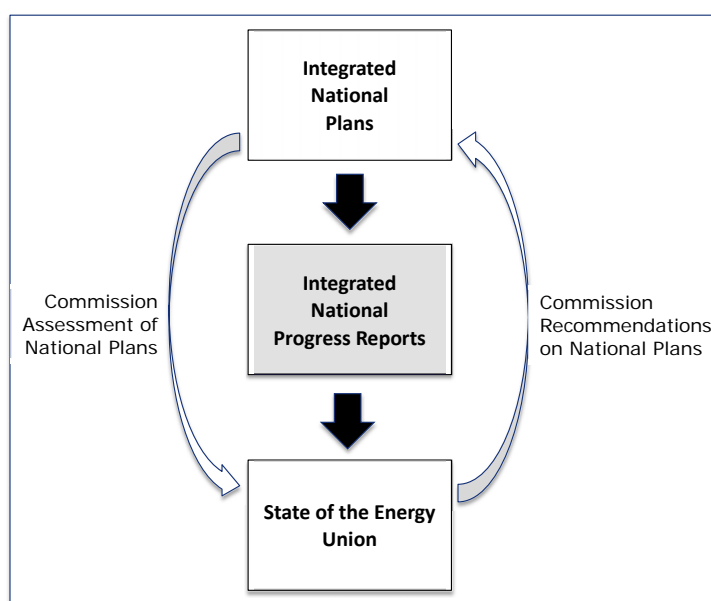 Integrated
National
Plans
Commission
Assessment of
National Plans
Integrated
National
Progress Reports
Commission
Recommendations
on National Plans
State of the Energy
Union